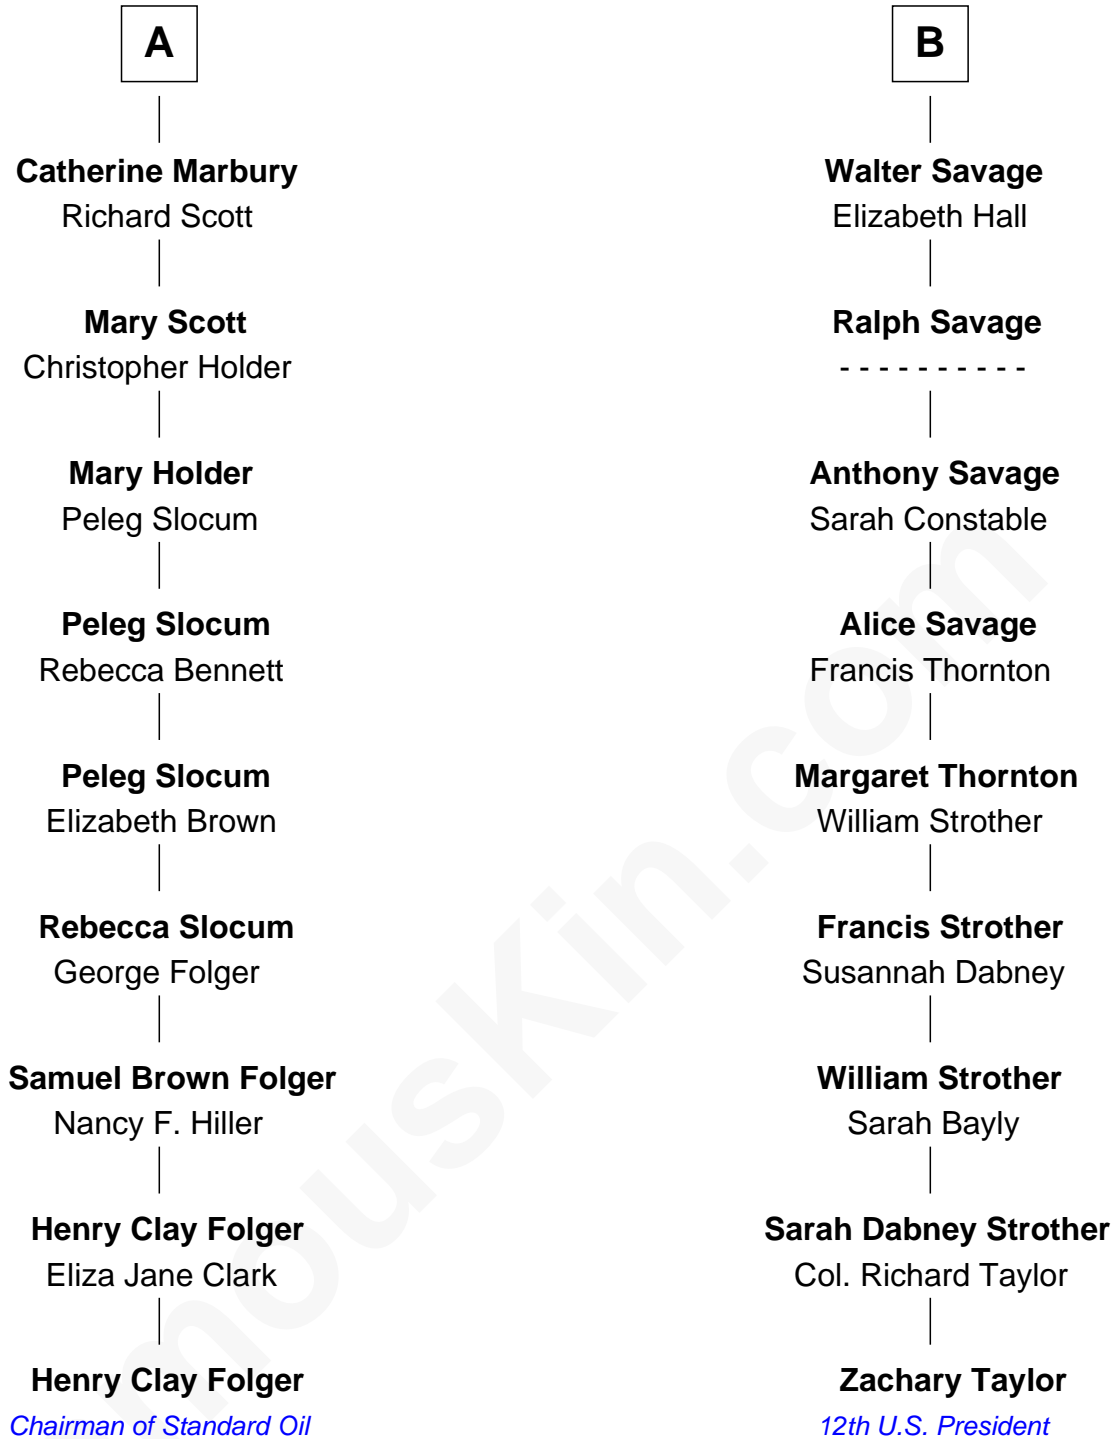 A
Catherine Marbury
Richard Scott
Mary Scott
Christopher Holder
Mary Holder
Peleg Slocum
Peleg Slocum
Rebecca Bennett
Peleg Slocum
Elizabeth Brown
Rebecca Slocum
George Folger
Samuel Brown Folger
Nancy F. Hiller
Henry Clay Folger
Eliza Jane Clark
Henry Clay Folger
Chairman of Standard Oil
B
Walter Savage
Elizabeth Hall
Ralph Savage
- - - - - - - - - -
Anthony Savage
Sarah Constable
Alice Savage
Francis Thornton
Margaret Thornton
William Strother
Francis Strother
Susannah Dabney
William Strother
Sarah Bayly
Sarah Dabney Strother
Col. Richard Taylor
Zachary Taylor
12th U.S. President
mouskin.com